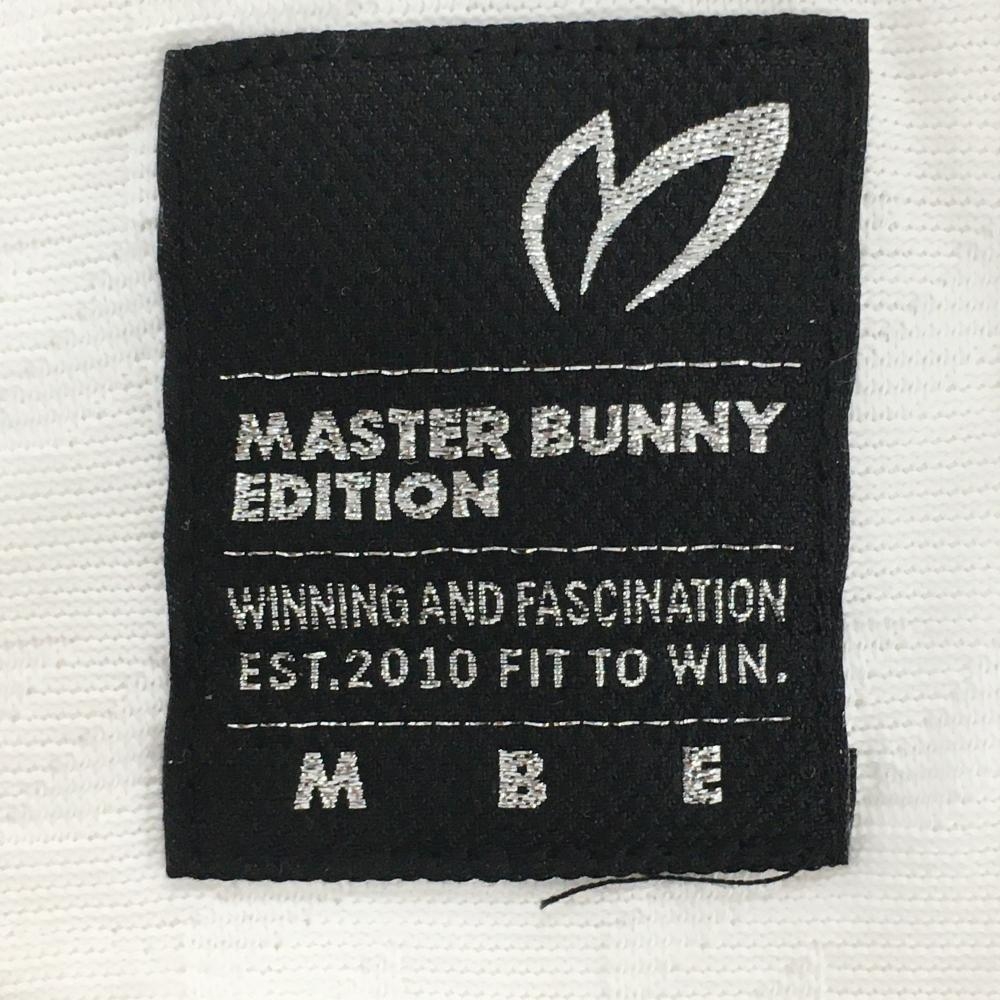 MASTER BUNNY
EDITION
WINNING AND FASCINATION
EST.2010 FIT TO WIN.
M B E